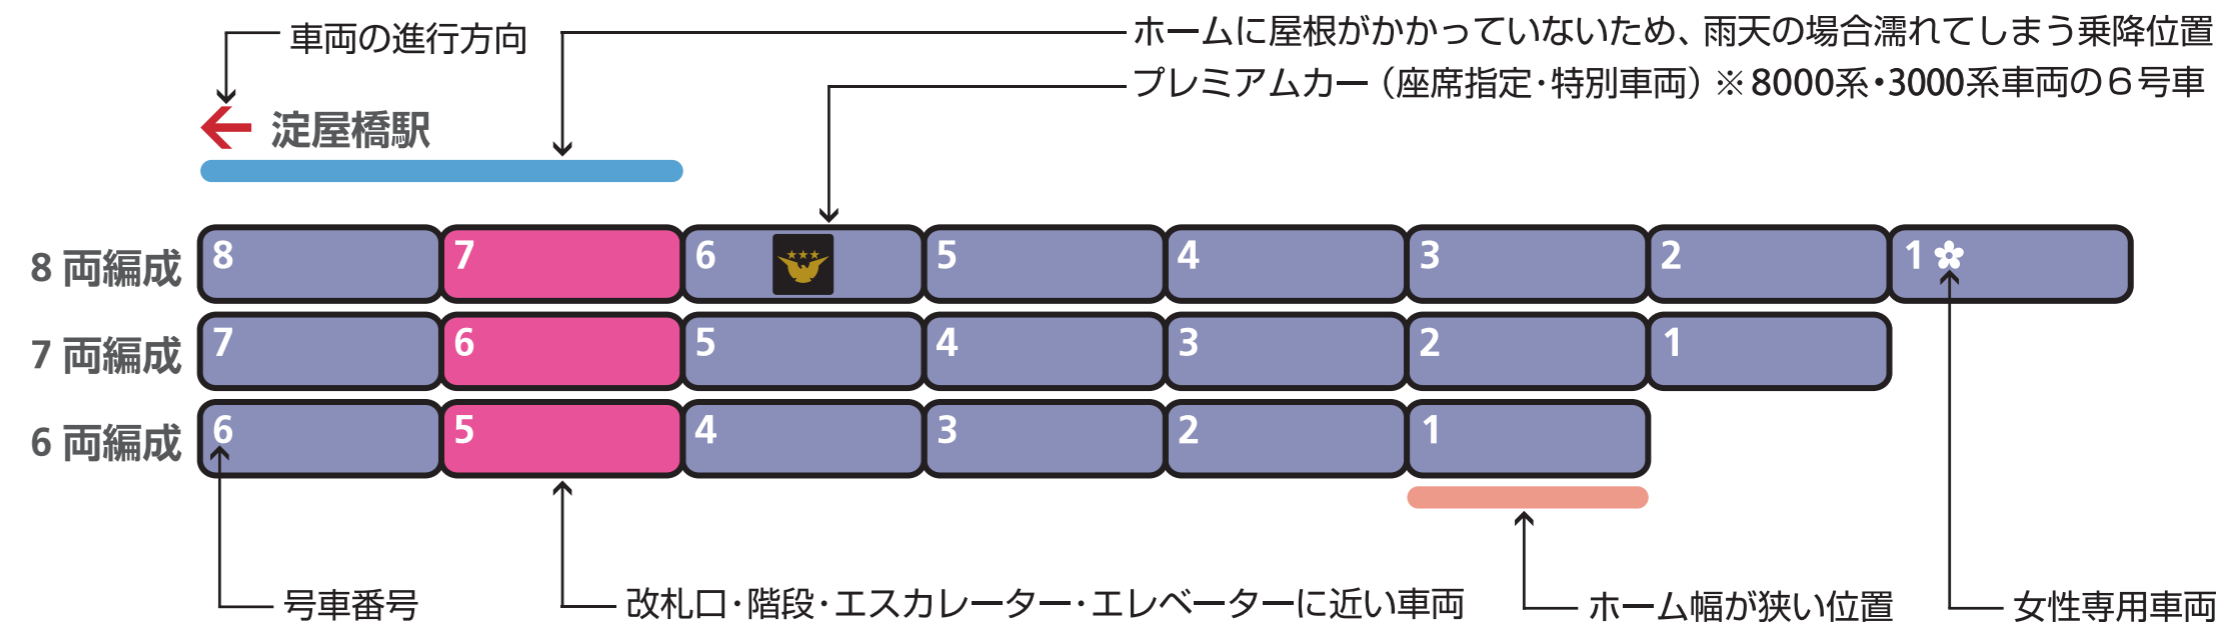 車両の進行方向
ホームに屋根がかかっていないため、雨天の場合濡れてしまう乗降位置
プレミアムカー（座席指定・特別車両）※8000系・3000系車両の６号車
淀屋橋駅
8 両編成 8 7 6 5 4 3 2 1
7 両編成 7 6 5 4 3 2 1
6 両編成 6 5 4 3 2 1
号車番号
改札口・階段・エスカレーター・エレベーターに近い車両
ホーム幅が狭い位置
女性専用車両